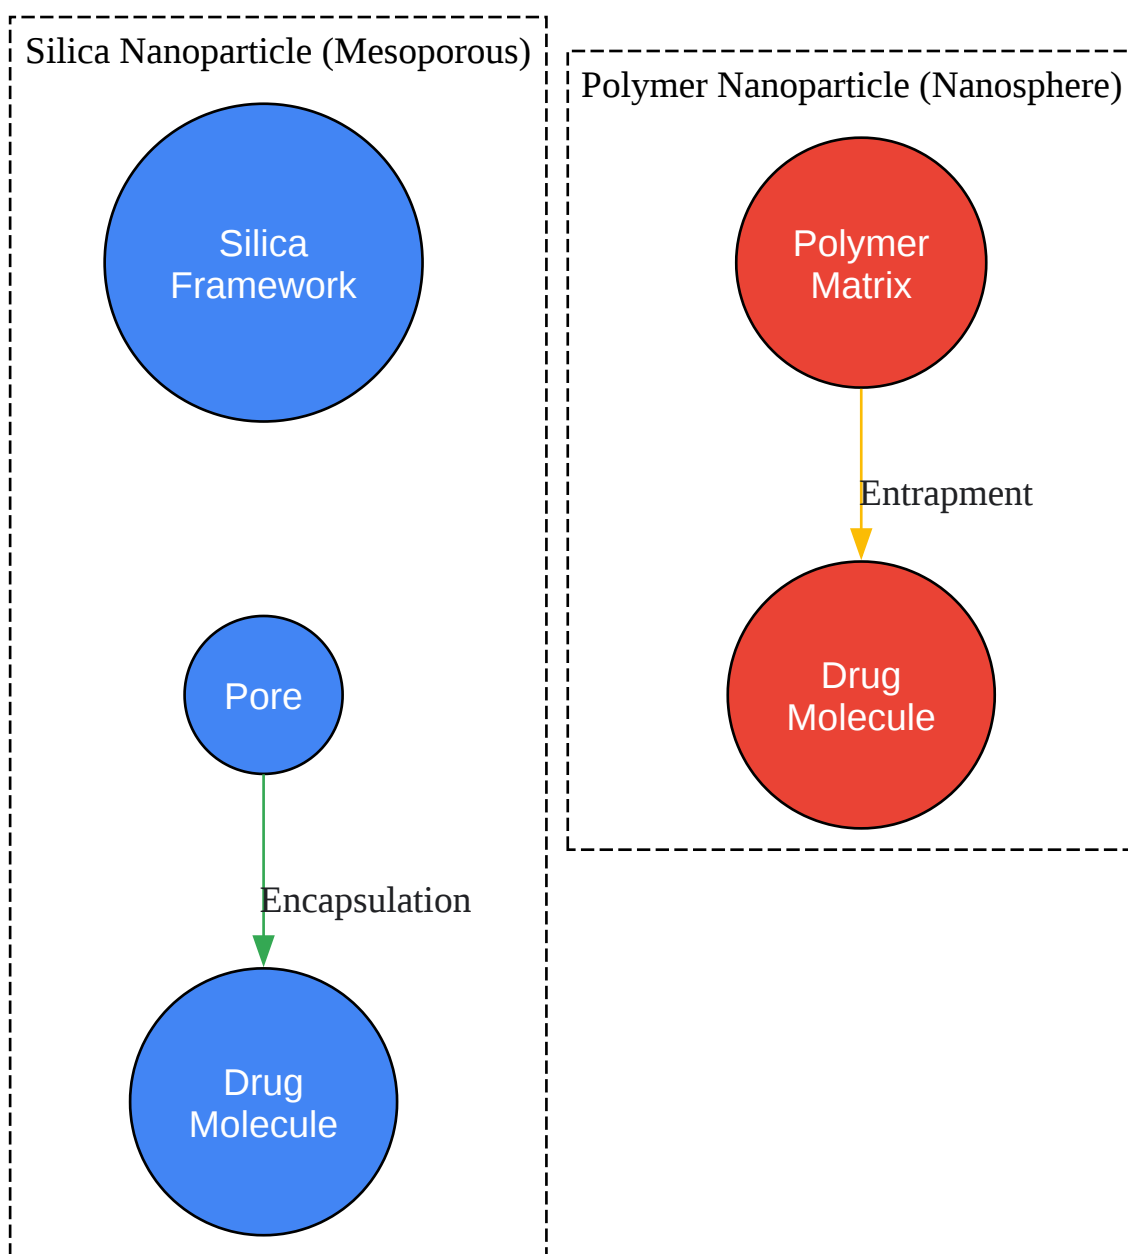 Silica Nanoparticle (Mesoporous)
Silica
Framework
Pore
Encapsulation
Drug
Molecule
Polymer Nanoparticle (Nanosphere)
Polymer
Matrix
Entrapment
Drug
Molecule